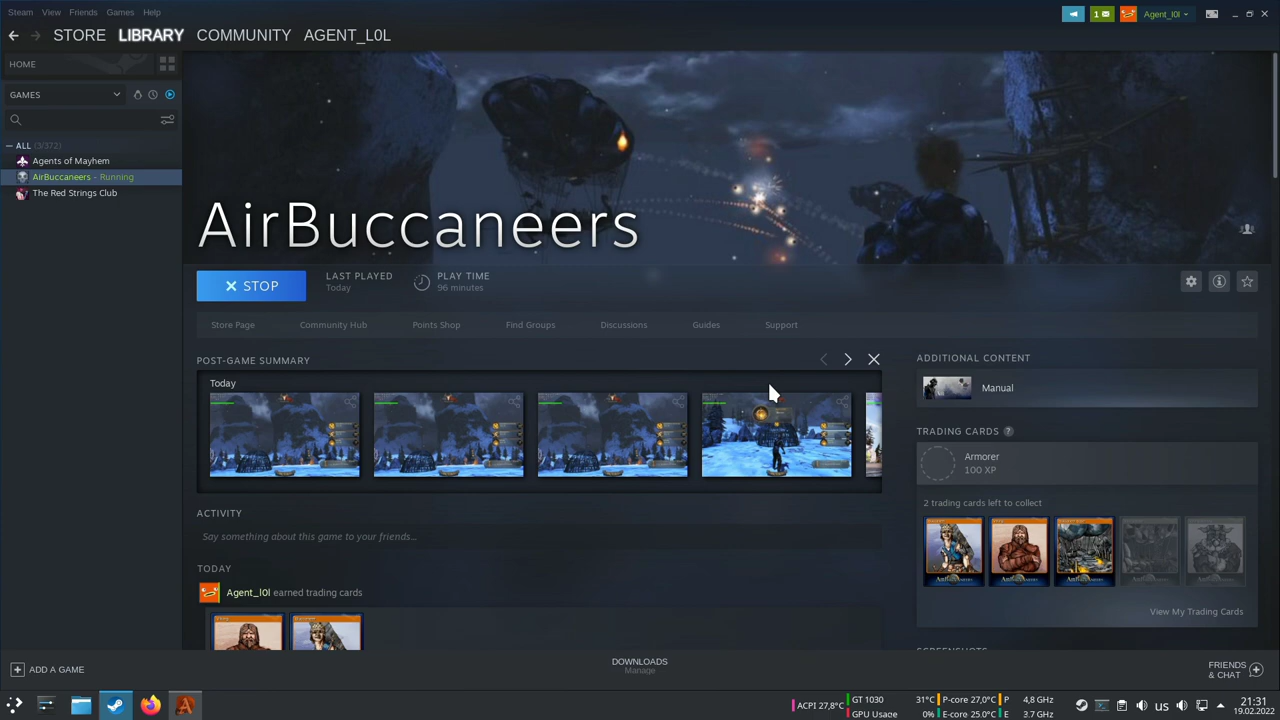 Steam View Friends Games Help
1
Agent_l0l
STORE LIBRARY COMMUNITY AGENT_L0L
HOME
GAMES
ALL (3/372)
Agents of Mayhem
AirBuccaneers - Running
The Red Strings Club
AirBuccaneers
STOP
LAST PLAYED
Today
PLAY TIME
96 minutes
Store Page Community Hub Points Shop Find Groups Discussions Guides Support
POST-GAME SUMMARY
Today
ACTIVITY
Say something about this game to your friends...
TODAY
Agent_l0l earned trading cards
ADDITIONAL CONTENT
Manual
TRADING CARDS ?
Armorer
100 XP
2 trading cards left to collect
View My Trading Cards
SCREENSHOTS
ADD A GAME
DOWNLOADS
Manage
FRIENDS
& CHAT
ACPI 27,8°C
GT 1030 31°C
GPU Usage 0%
P-core 27,0°C P 4,8 GHz
E-core 25,0°C E 3,7 GHz
us
21:31
19.02.2022